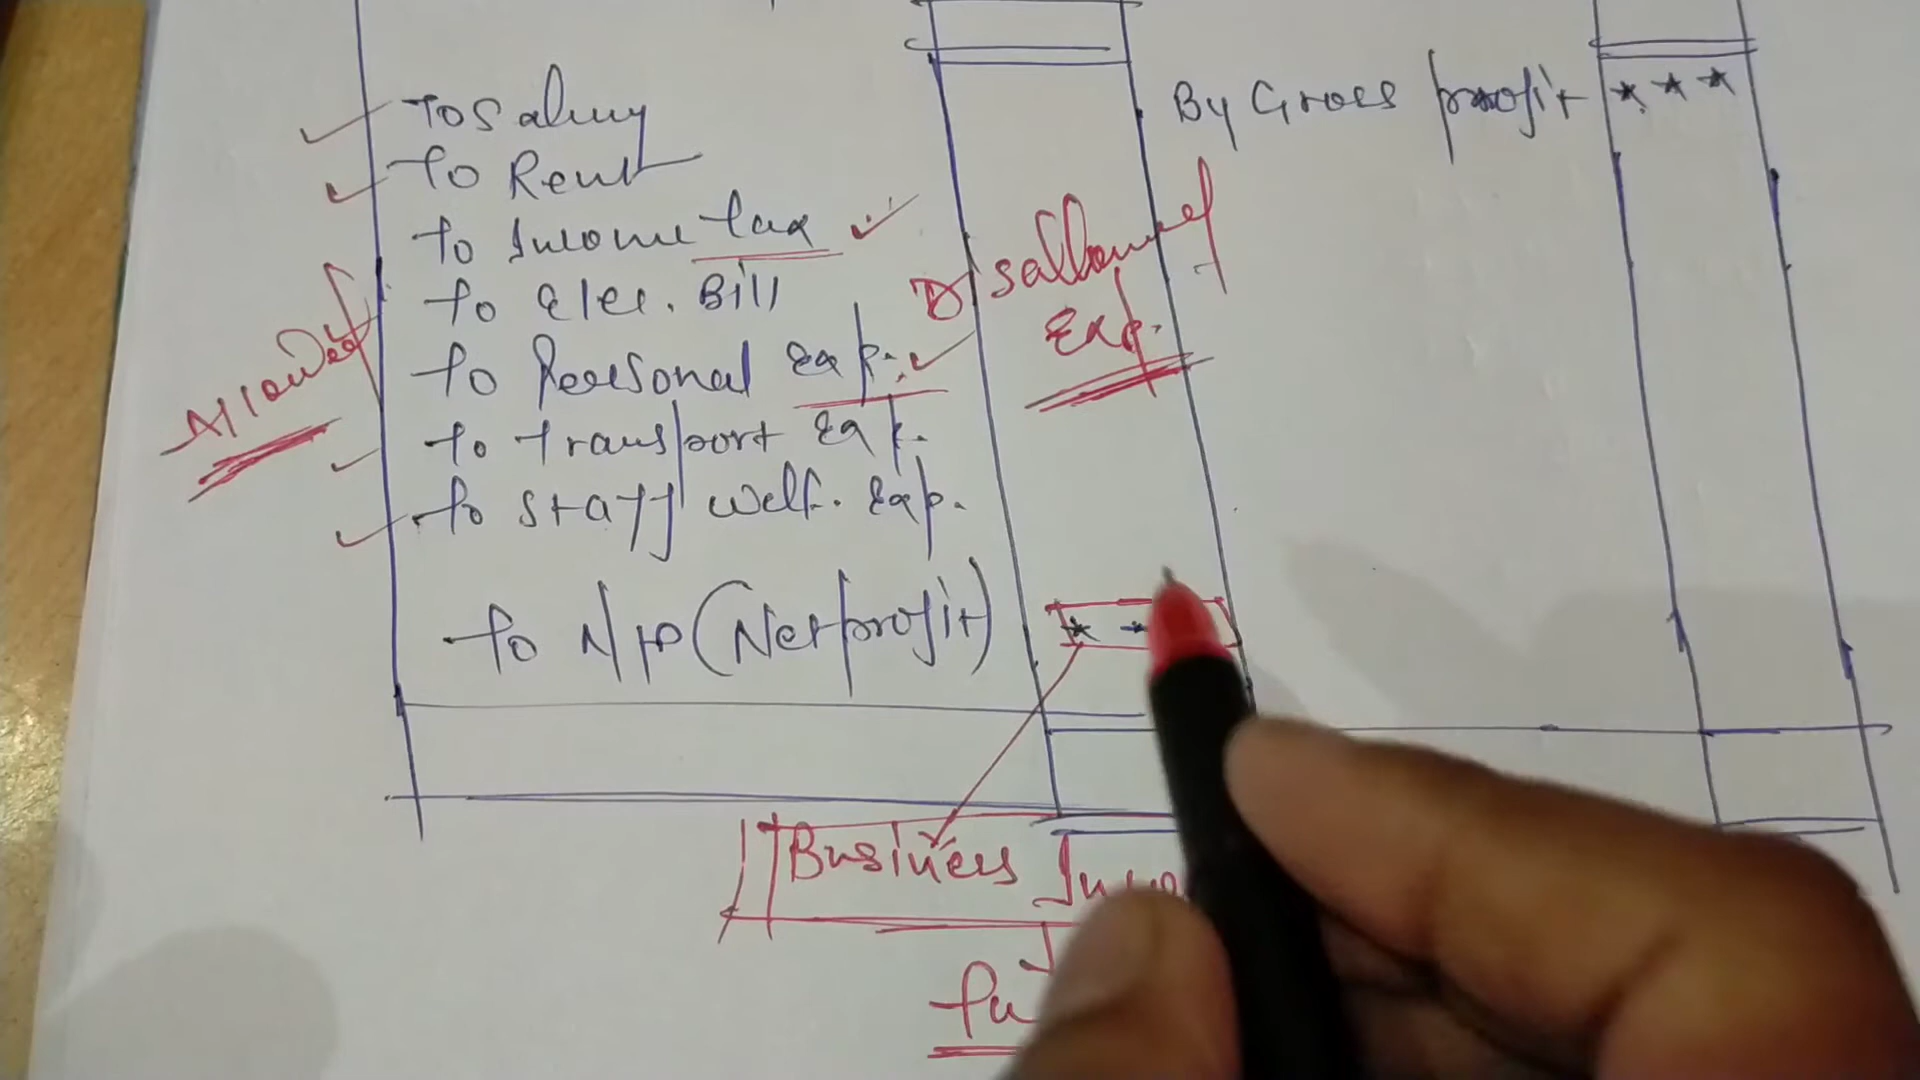 To Salary
To Rent
To Income tax
To Elec. Bill
To Personal Exp.
To transport Exp.
To staff welf. Exp.
To N/P (Net profit) * *
By Gross profit * * *
Allowed
Disallowed
Exp.
Business